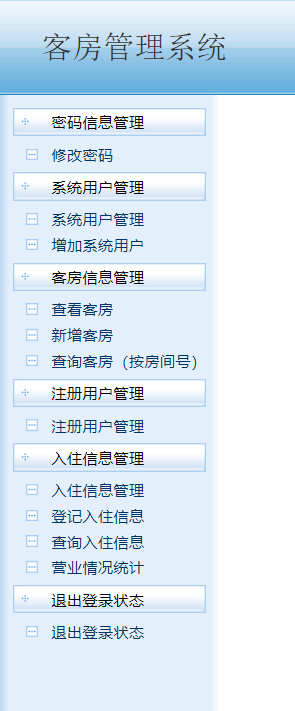 客房管理系统
密码信息管理
修改密码
系统用户管理
系统用户管理
增加系统用户
客房信息管理
查看客房
新增客房
查询客房（按房间号）
注册用户管理
注册用户管理
入住信息管理
入住信息管理
登记入住信息
查询入住信息
营业情况统计
退出登录状态
退出登录状态